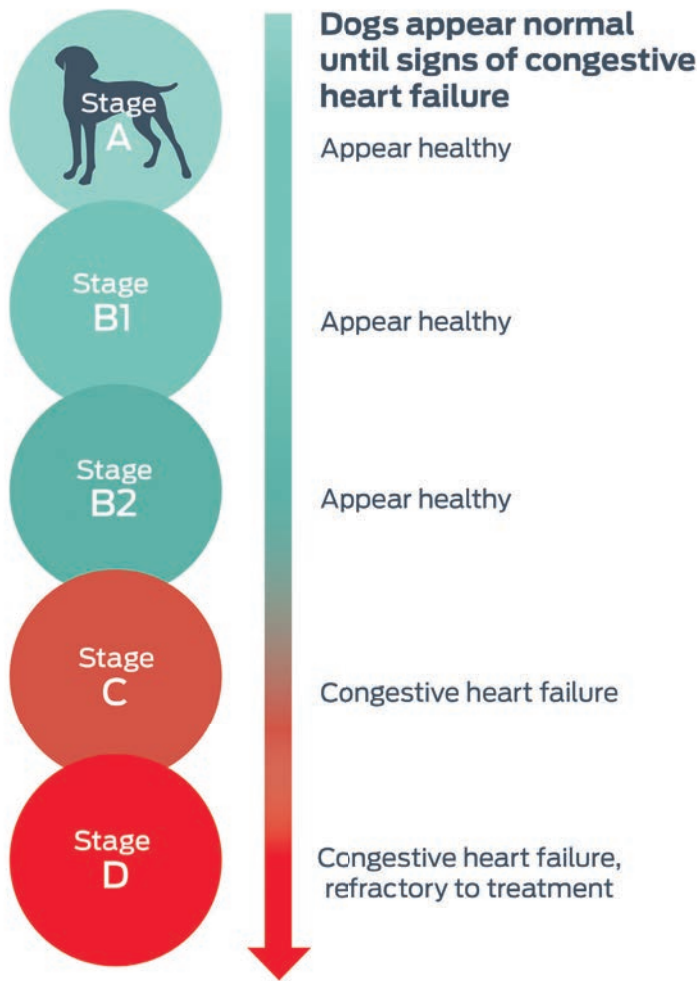 Dogs appear normal
until signs of congestive
heart failure
Stage
A
Appear healthy
Stage
B1
Appear healthy
Stage
B2
Appear healthy
Stage
C
Congestive heart failure
Stage
D
Congestive heart failure,
refractory to treatment